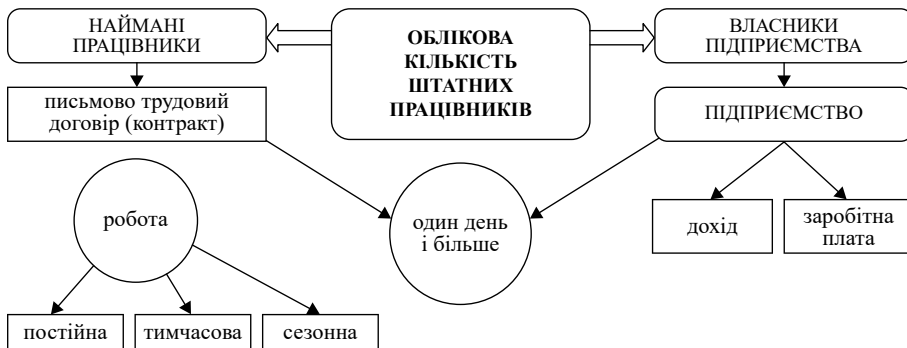 НАЙМАНІ
ПРАЦІВНИКИ
ОБЛІКОВА
КІЛЬКІСТЬ
ШТАТНИХ
ПРАЦІВНИКІВ
ВЛАСНИКИ
ПІДПРИЄМСТВА
письмово трудовий
договір (контракт)
ПІДПРИЄМСТВО
робота
один день
і більше
дохід
заробітна
плата
постійна
тимчасова
сезонна